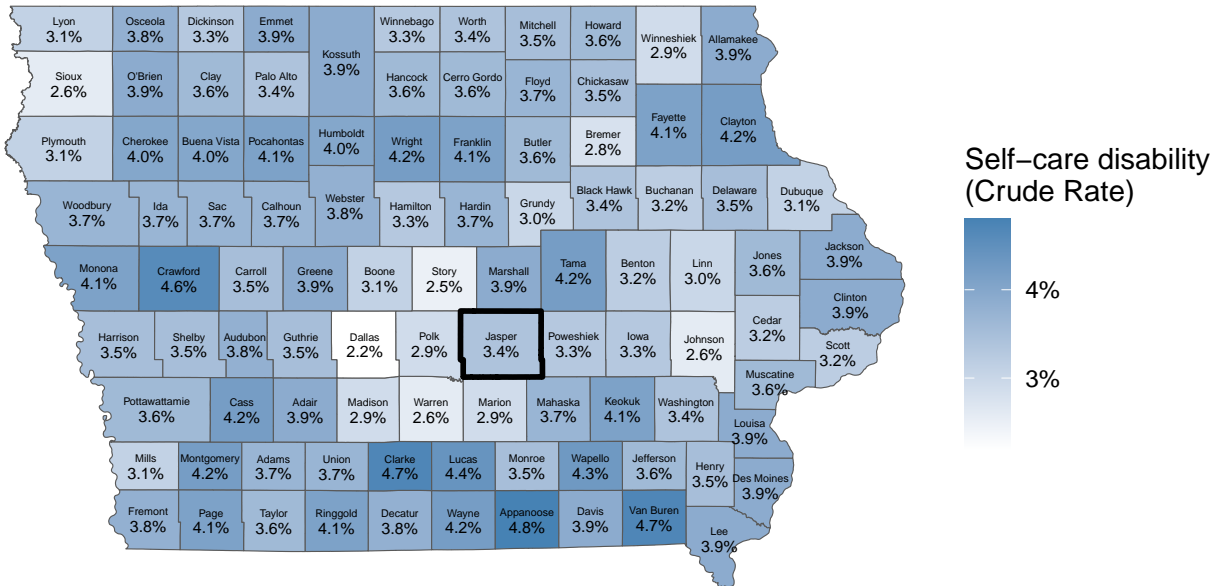 Lyon
3.1%
Osceola
3.8%
Dickinson
3.3%
Emmet
3.9%
Kossuth
3.9%
Winnebago
3.3%
Worth
3.4%
Mitchell
3.5%
Howard
3.6%
Winneshiek
2.9%
Allamakee
3.9%
Sioux
2.6%
O'Brien
3.9%
Clay
3.6%
Palo Alto
3.4%
Hancock
3.6%
Cerro Gordo
3.6%
Floyd
3.7%
Chickasaw
3.5%
Fayette
4.1%
Clayton
4.2%
Plymouth
3.1%
Cherokee
4.0%
Buena Vista
4.0%
Pocahontas
4.1%
Humboldt
4.0%
Wright
4.2%
Franklin
4.1%
Butler
3.6%
Bremer
2.8%
Woodbury
3.7%
Ida
3.7%
Sac
3.7%
Calhoun
3.7%
Webster
3.8%
Hamilton
3.3%
Hardin
3.7%
Grundy
3.0%
Black Hawk
3.4%
Buchanan
3.2%
Delaware
3.5%
Dubuque
3.1%
Monona
4.1%
Crawford
4.6%
Carroll
3.5%
Greene
3.9%
Boone
3.1%
Story
2.5%
Marshall
3.9%
Tama
4.2%
Benton
3.2%
Linn
3.0%
Jones
3.6%
Jackson
3.9%
Clinton
3.9%
Harrison
3.5%
Shelby
3.5%
Audubon
3.8%
Guthrie
3.5%
Dallas
2.2%
Polk
2.9%
Jasper
3.4%
Poweshiek
3.3%
Iowa
3.3%
Johnson
2.6%
Cedar
3.2%
Scott
3.2%
Muscatine
3.6%
Pottawattamie
3.6%
Cass
4.2%
Adair
3.9%
Madison
2.9%
Warren
2.6%
Marion
2.9%
Mahaska
3.7%
Keokuk
4.1%
Washington
3.4%
Louisa
3.9%
Mills
3.1%
Montgomery
4.2%
Adams
3.7%
Union
3.7%
Clarke
4.7%
Lucas
4.4%
Monroe
3.5%
Wapello
4.3%
Jefferson
3.6%
Henry
3.5%
Des Moines
3.9%
Fremont
3.8%
Page
4.1%
Taylor
3.6%
Ringgold
4.1%
Decatur
3.8%
Wayne
4.2%
Appanoose
4.8%
Davis
3.9%
Van Buren
4.7%
Lee
3.9%
Self−care disability
(Crude Rate)
4%
3%